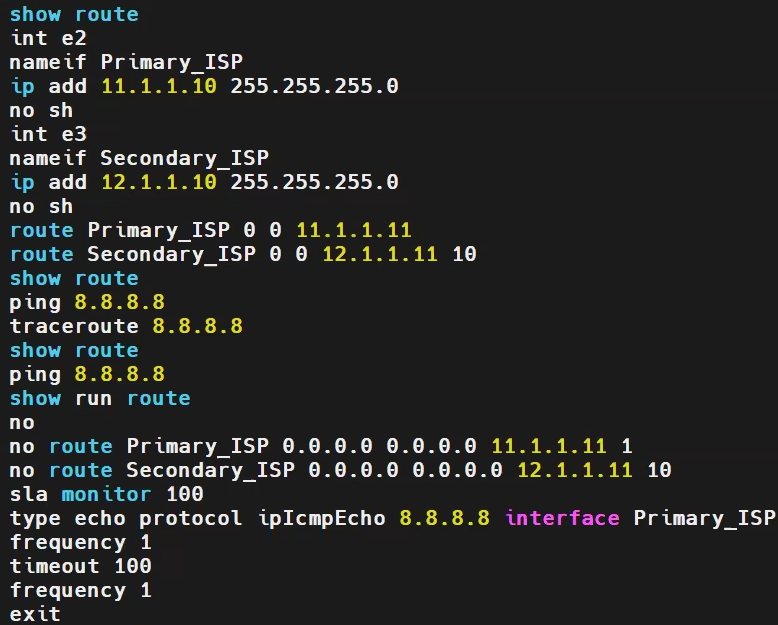 show route
int e2
nameif Primary_ISP
ip add 11.1.1.10 255.255.255.0
no sh
int e3
nameif Secondary_ISP
ip add 12.1.1.10 255.255.255.0
no sh
route Primary_ISP 0 0 11.1.1.11
route Secondary_ISP 0 0 12.1.1.11 10
show route
ping 8.8.8.8
traceroute 8.8.8.8
show route
ping 8.8.8.8
show run route
no
no route Primary_ISP 0.0.0.0 0.0.0.0 11.1.1.11 1
no route Secondary_ISP 0.0.0.0 0.0.0.0 12.1.1.11 10
sla monitor 100
type echo protocol ipIcmpEcho 8.8.8.8 interface Primary_ISP
frequency 1
timeout 100
frequency 1
exit